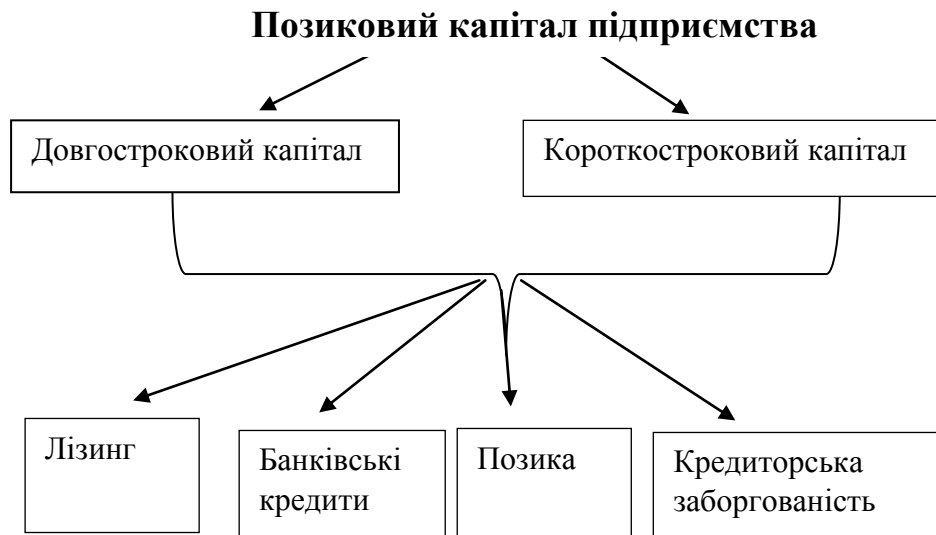 Позиковий капітал підприємства
Довгостроковий капітал
Короткостроковий капітал
Лізинг
Банківські
кредити
Позика
Кредиторська
заборгованість